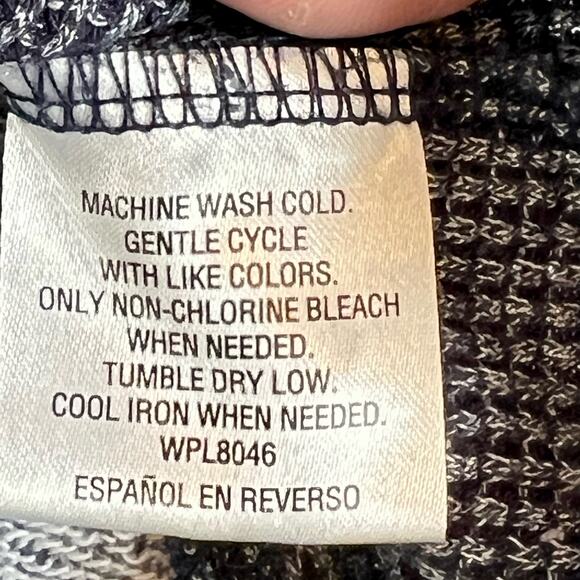 MACHINE WASH COLD.
GENTLE CYCLE
WITH LIKE COLORS.
ONLY NON-CHLORINE BLEACH
WHEN NEEDED.
TUMBLE DRY LOW.
COOL IRON WHEN NEEDED.
WPL8046
ESPAÑOL EN REVERSO